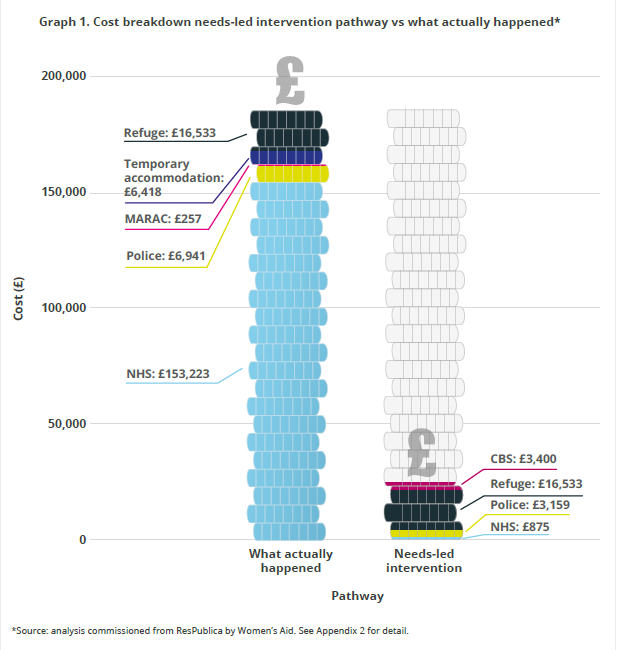 Graph 1. Cost breakdown needs-led intervention pathway vs what actually happened*
£
200,000
Refuge: £16,533
Temporary
accommodation:
£6,418
150,000
MARAC: £257
Police: £6,941
Cost (£)
100,000
NHS: £153,223
50,000
£
CBS: £3,400
Refuge: £16,533
Police: £3,159
NHS: £875
0
What actually
happened
Needs-led
intervention
Pathway
*Source: analysis commissioned from ResPublica by Women's Aid. See Appendix 2 for detail.